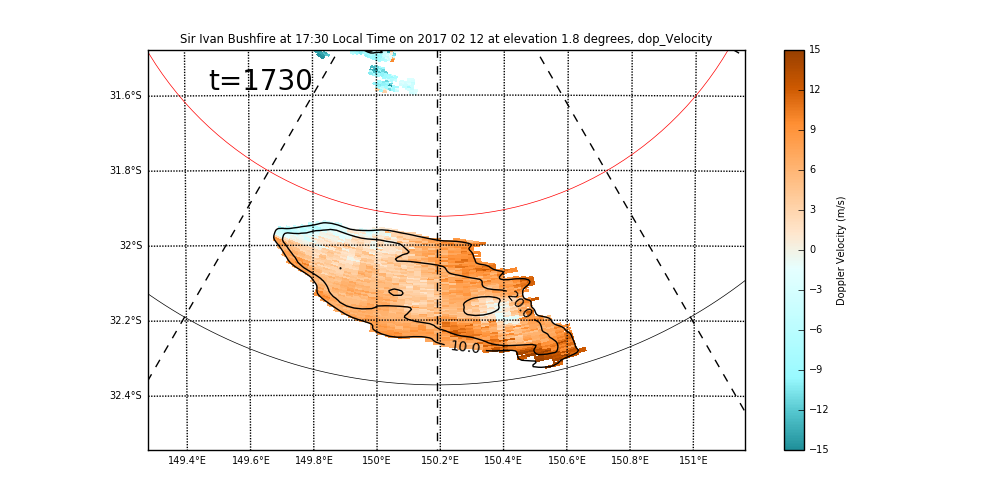 Sir Ivan Bushfire at 17:30 Local Time on 2017 02 12 at elevation 1.8 degrees, dop_Velocity
t=1730
31.6°S
31.8°S
32°S
32.2°S
32.4°S
149.4°E 149.6°E 149.8°E 150°E 150.2°E 150.4°E 150.6°E 150.8°E 151°E
20.0
10.0
15
12
9
6
3
0
−3
−6
−9
−12
−15
Doppler Velocity (m/s)